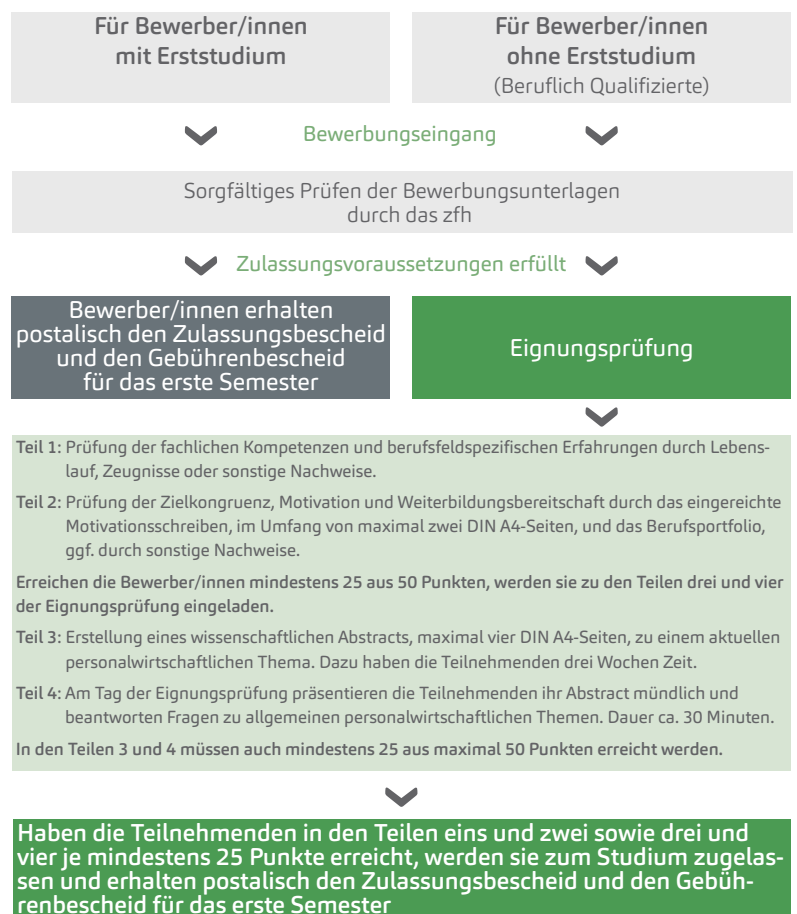 Für Bewerber/innen
mit Erststudium
Für Bewerber/innen
ohne Erststudium
(Beruflich Qualifizierte)
Bewerbungseingang
Sorgfältiges Prüfen der Bewerbungsunterlagen
durch das zfh
Zulassungsvoraussetzungen erfüllt
Bewerber/innen erhalten
postalisch den Zulassungsbescheid
und den Gebührenbescheid
für das erste Semester
Eignungsprüfung
Teil 1: Prüfung der fachlichen Kompetenzen und berufsfeldspezifischen Erfahrungen durch Lebens-
lauf, Zeugnisse oder sonstige Nachweise.
Teil 2: Prüfung der Zielkongruenz, Motivation und Weiterbildungsbereitschaft durch das eingereichte
Motivationsschreiben, im Umfang von maximal zwei DIN A4-Seiten, und das Berufsportfolio,
ggf. durch sonstige Nachweise.
Erreichen die Bewerber/innen mindestens 25 aus 50 Punkten, werden sie zu den Teilen drei und vier
der Eignungsprüfung eingeladen.
Teil 3: Erstellung eines wissenschaftlichen Abstracts, maximal vier DIN A4-Seiten, zu einem aktuellen
personalwirtschaftlichen Thema. Dazu haben die Teilnehmenden drei Wochen Zeit.
Teil 4: Am Tag der Eignungsprüfung präsentieren die Teilnehmenden ihr Abstract mündlich und
beantworten Fragen zu allgemeinen personalwirtschaftlichen Themen. Dauer ca. 30 Minuten.
In den Teilen 3 und 4 müssen auch mindestens 25 aus maximal 50 Punkten erreicht werden.
Haben die Teilnehmenden in den Teilen eins und zwei sowie drei und
vier je mindestens 25 Punkte erreicht, werden sie zum Studium zugelas-
sen und erhalten postalisch den Zulassungsbescheid und den Gebüh-
renbescheid für das erste Semester